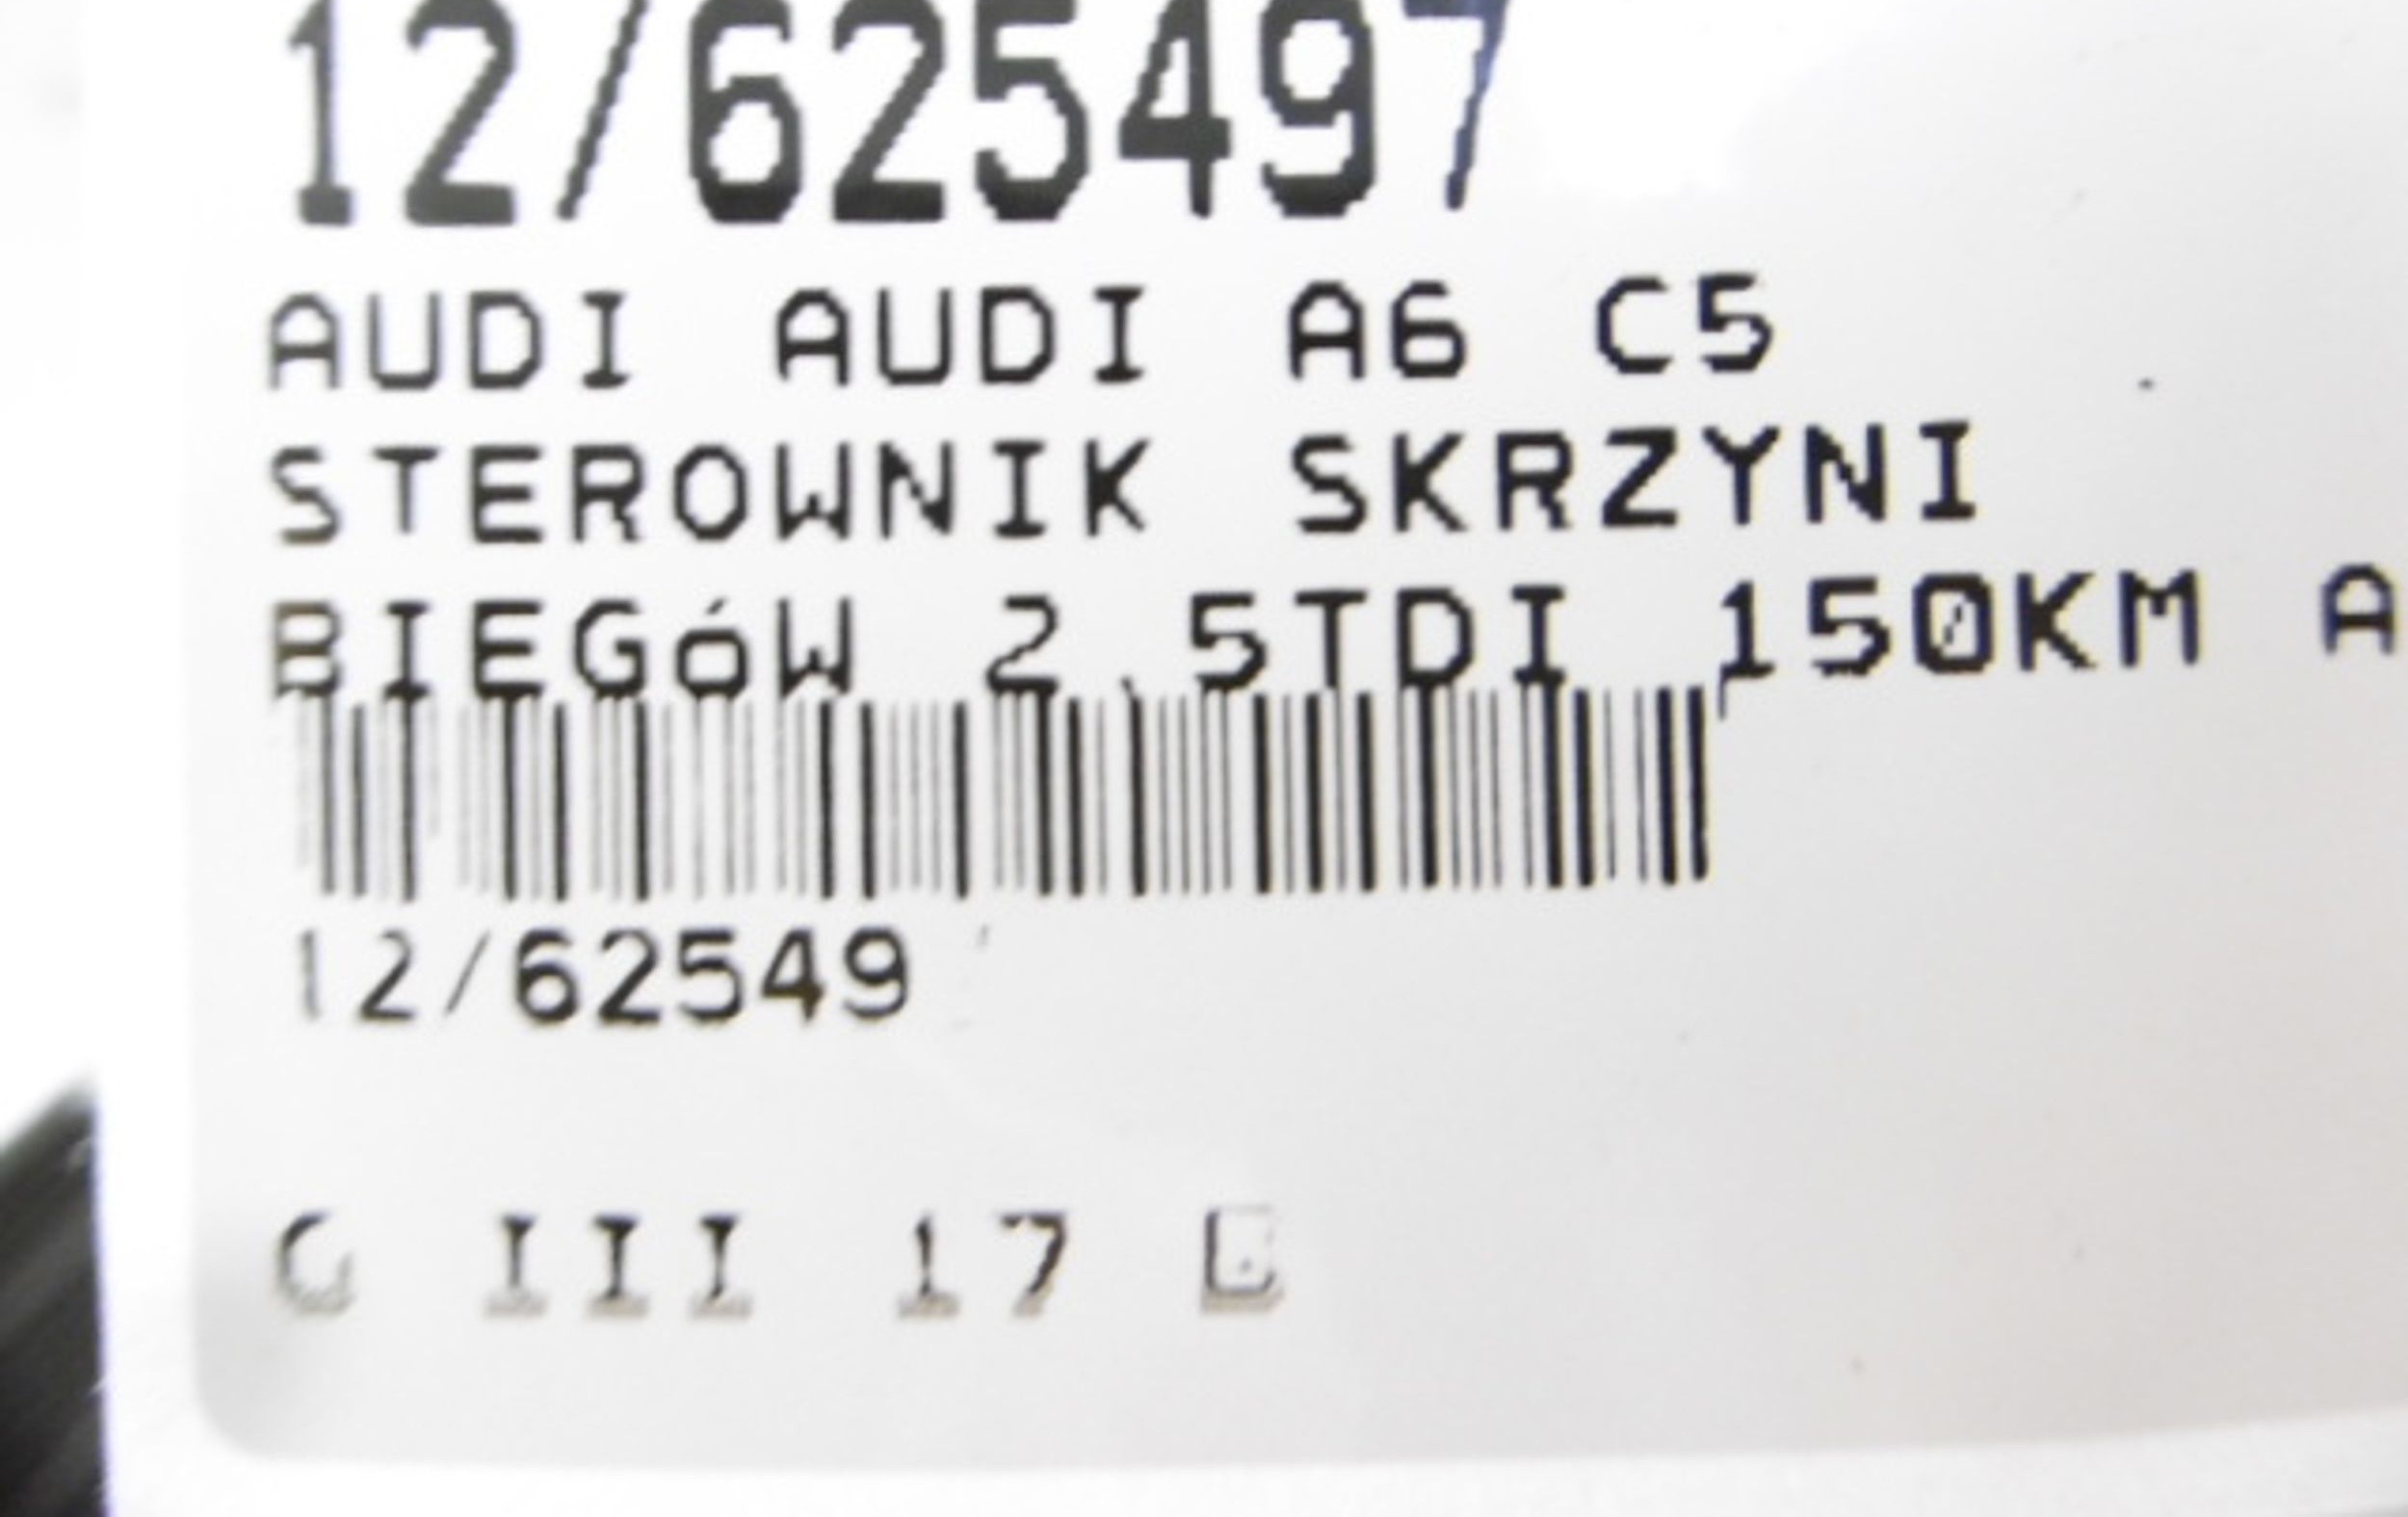 12/625497
AUDI AUDI A6 C5
STEROWNIK SKRZYNI
BIEGóW 2.5TDI 150KM A
12/62549
C III 17